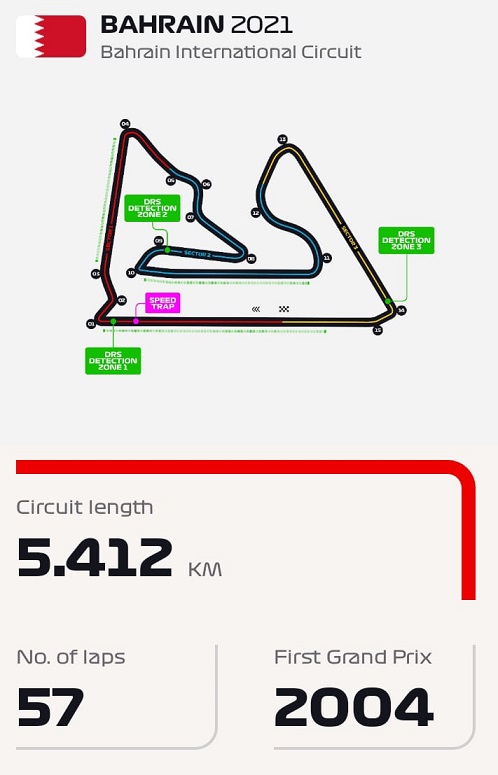 BAHRAIN 2021
Bahrain International Circuit
04
13
05
06
DRS
DETECTION
ZONE 2
07
12
SECTOR 1
DRS
DETECTION
ZONE 3
SECTOR 3
09
SECTOR 2
08
11
03
10
02
SPEED
TRAP
14
01
15
DRS
DETECTION
ZONE 1
Circuit length
5.412 KM
No. of laps
57
First Grand Prix
2004